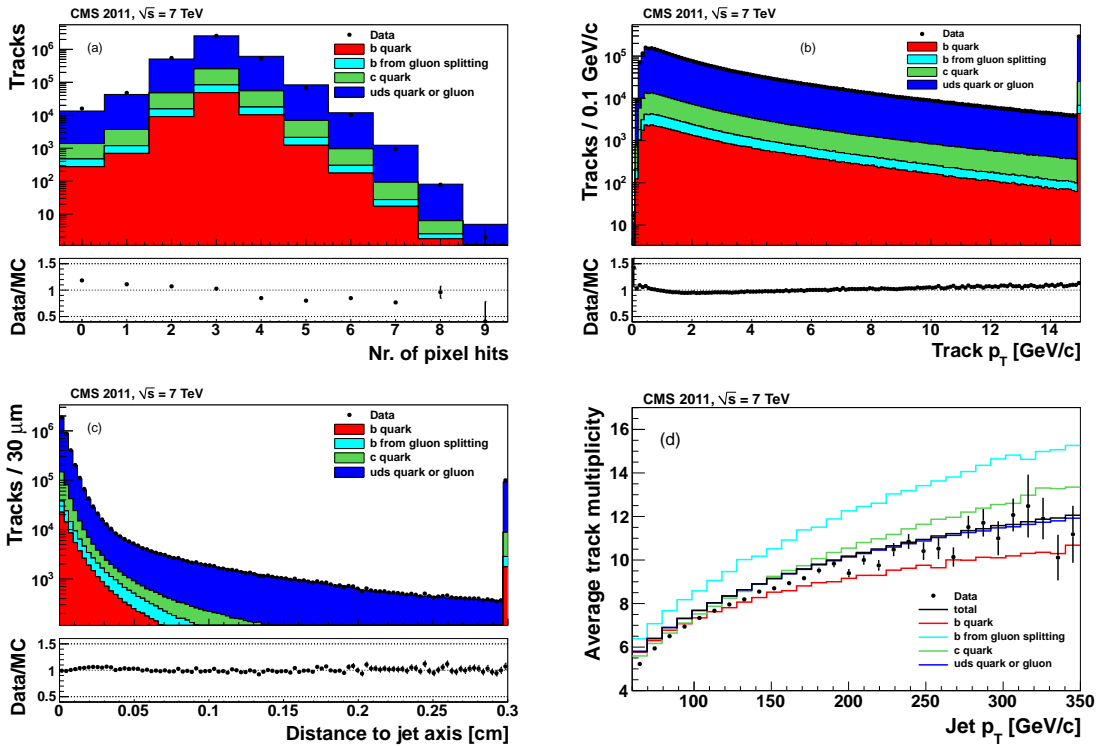 CMS 2011, √s = 7 TeV
(a)
Data
b quark
b from gluon splitting
c quark
uds quark or gluon
Tracks
10⁶
10⁵
10⁴
10³
10²
10
Data/MC
1.5
1
0.5
0 1 2 3 4 5 6 7 8 9
Nr. of pixel hits
CMS 2011, √s = 7 TeV
(b)
Data
b quark
b from gluon splitting
c quark
uds quark or gluon
Tracks / 0.1 GeV/c
10⁵
10⁴
10³
10²
10
Data/MC
1.5
1
0.5
0 2 4 6 8 10 12 14
Track p_T [GeV/c]
CMS 2011, √s = 7 TeV
(c)
Data
b quark
b from gluon splitting
c quark
uds quark or gluon
Tracks / 30 μm
10⁶
10⁵
10⁴
10³
Data/MC
1.5
1
0.5
0 0.05 0.1 0.15 0.2 0.25 0.3
Distance to jet axis [cm]
CMS 2011, √s = 7 TeV
(d)
Average track multiplicity
16
14
12
10
8
6
4
Data
total
b quark
b from gluon splitting
c quark
uds quark or gluon
100 150 200 250 300 350
Jet p_T [GeV/c]